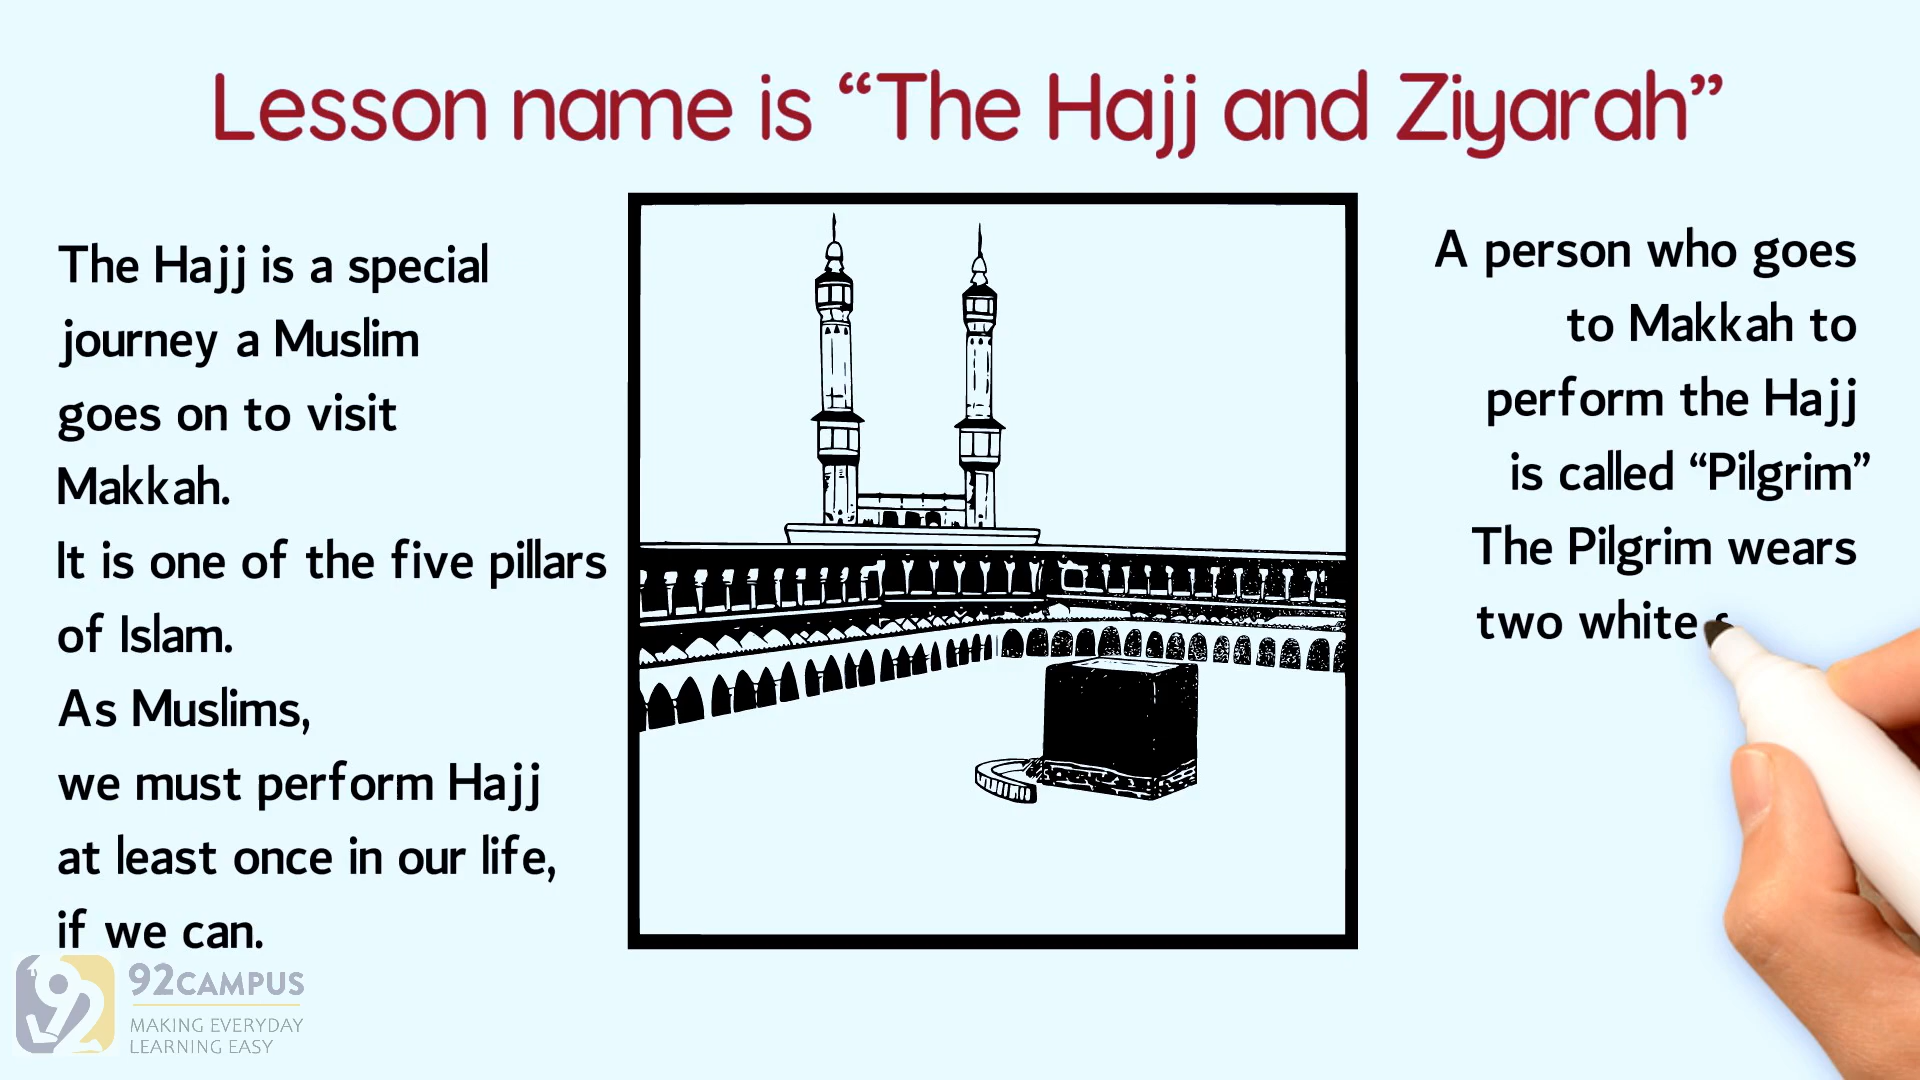 Lesson name is “The Hajj and Ziyarah”
The Hajj is a special
journey a Muslim
goes on to visit
Makkah.
It is one of the five pillars
of Islam.
As Muslims,
we must perform Hajj
at least once in our life,
if we can.
A person who goes
to Makkah to
perform the Hajj
is called “Pilgrim”
The Pilgrim wears
two white
92CAMPUS
MAKING EVERYDAY
LEARNING EASY